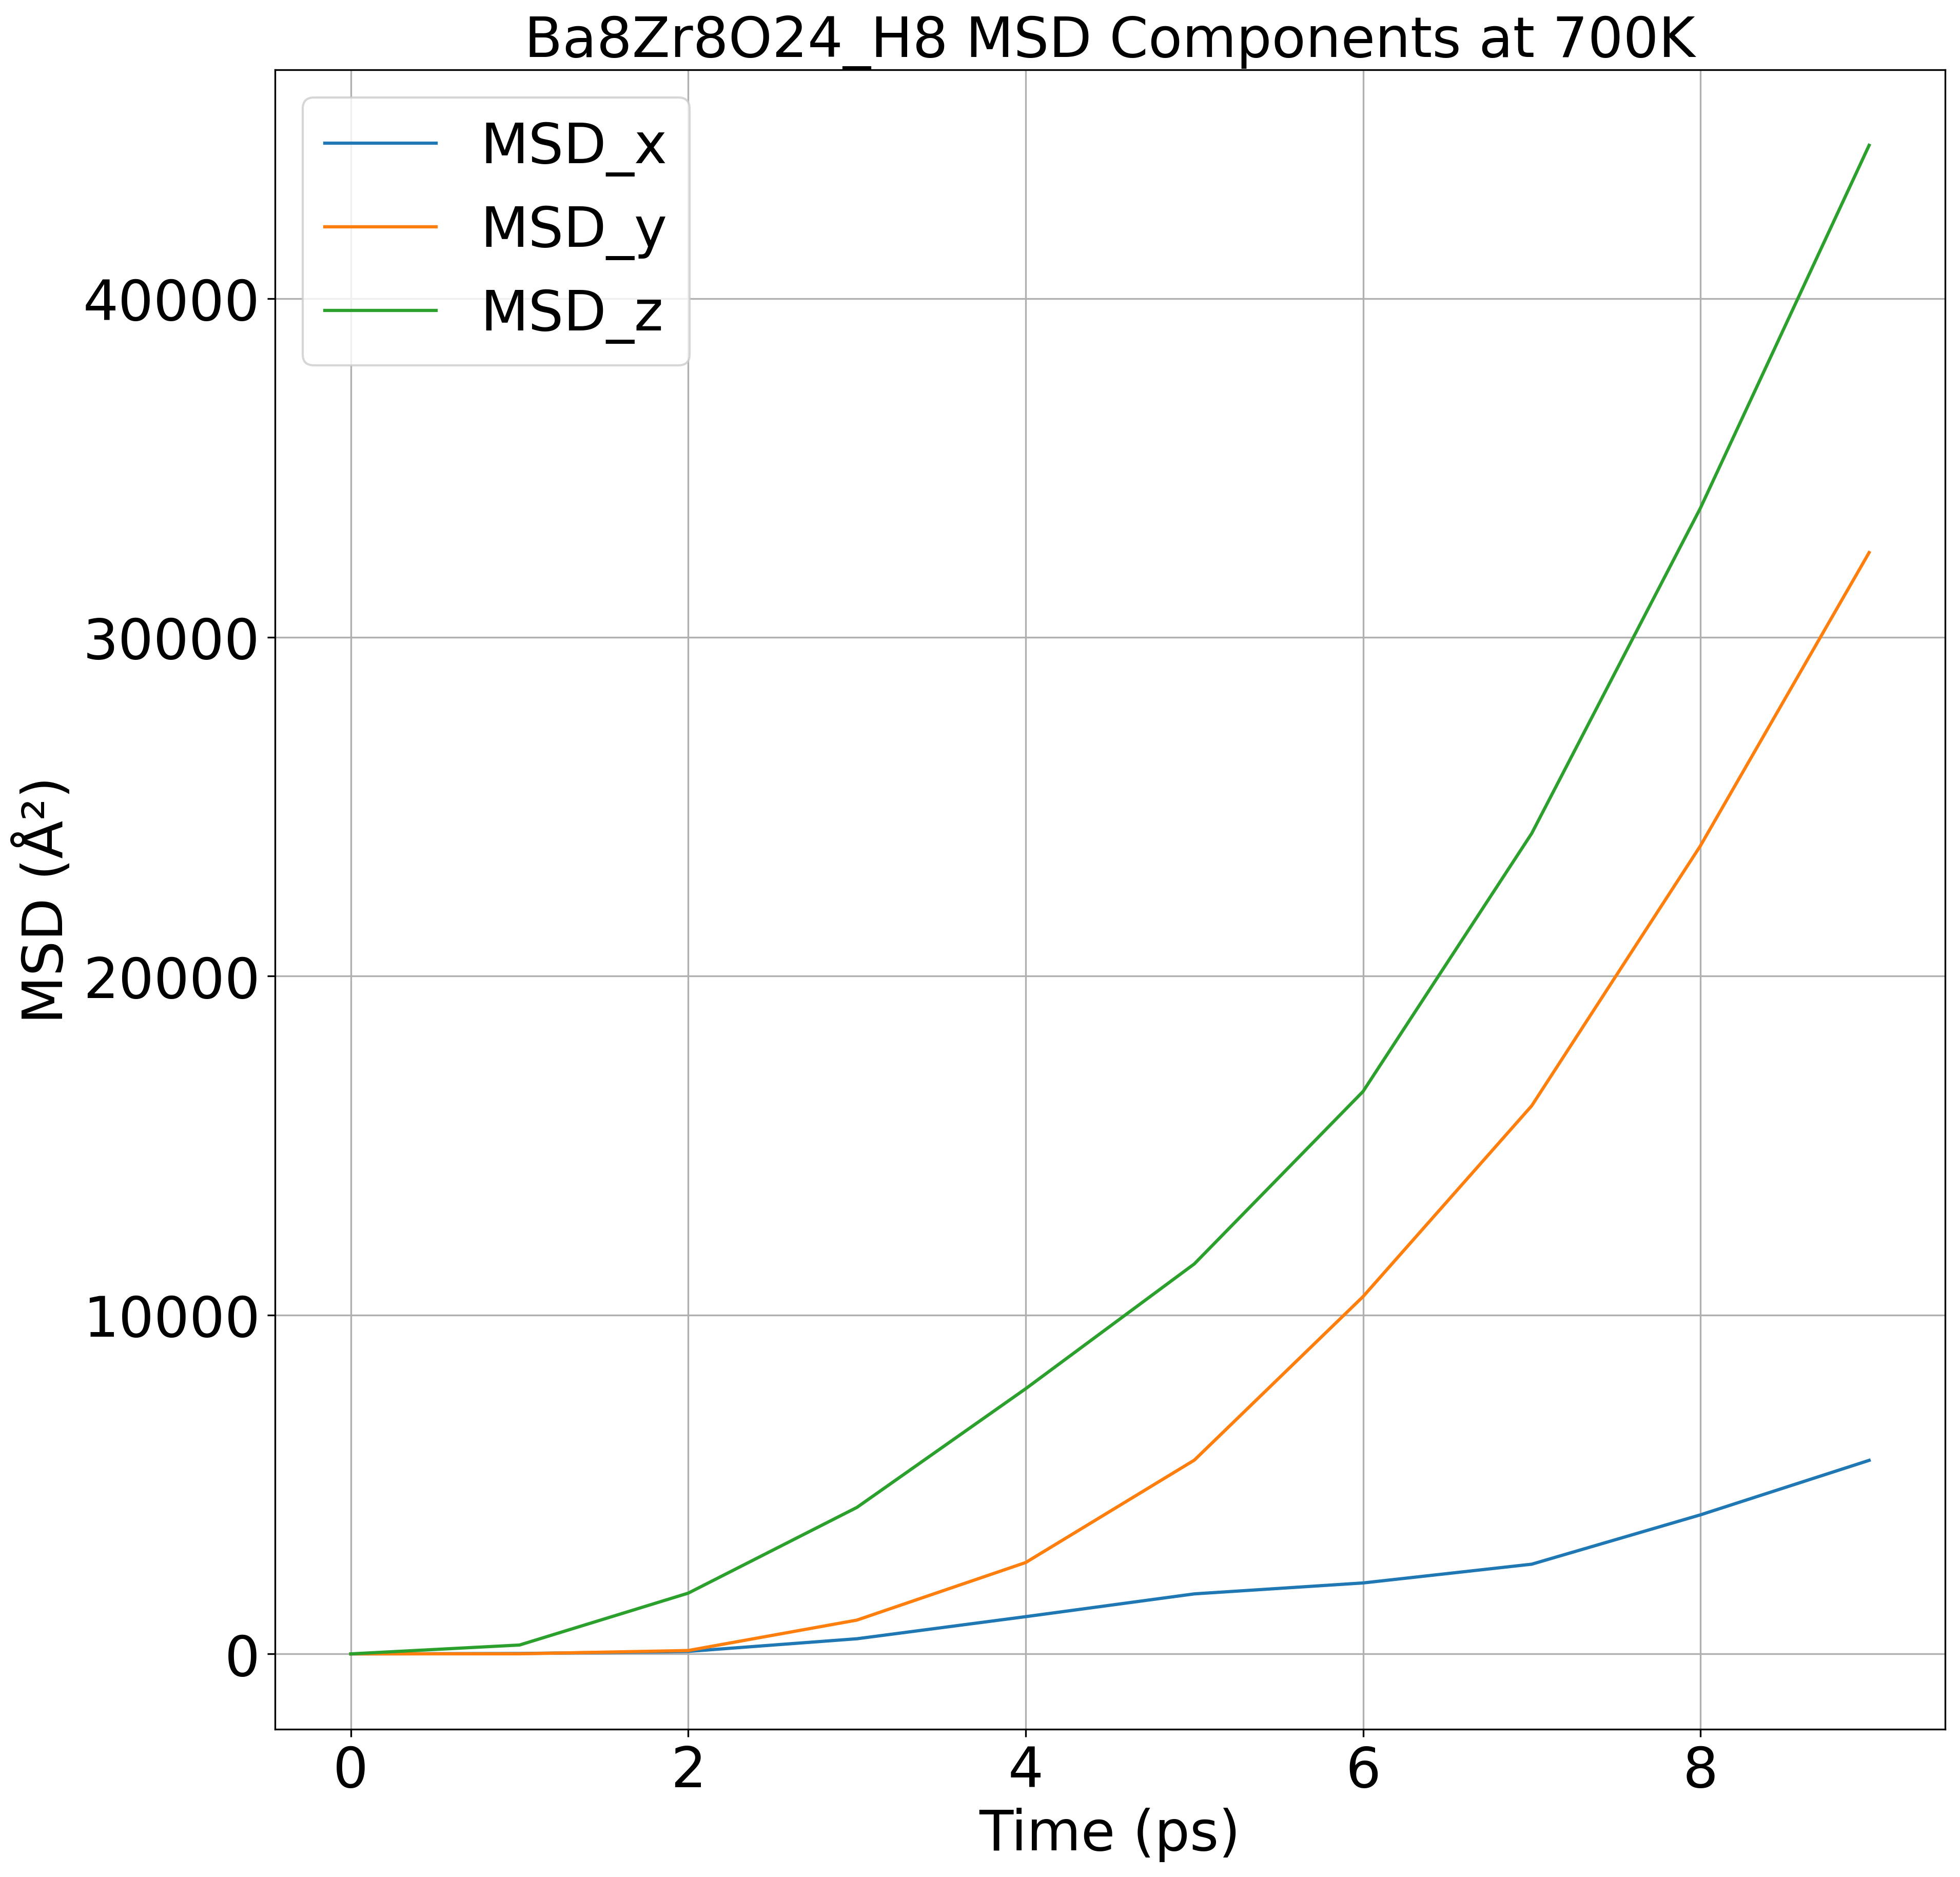 Ba8Zr8O24_H8 MSD Components at 700K
MSD_x
MSD_y
MSD_z
MSD (Å²)
40000
30000
20000
10000
0
0 2 4 6 8
Time (ps)